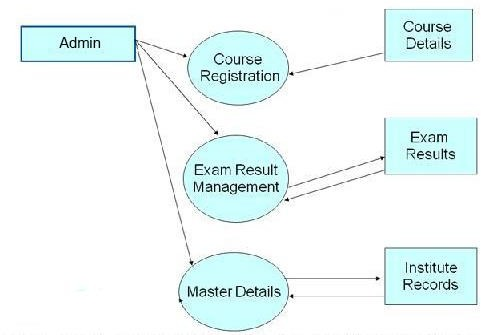 Admin
Course
Registration
Course
Details
Exam Result
Management
Exam
Results
Master Details
Institute
Records